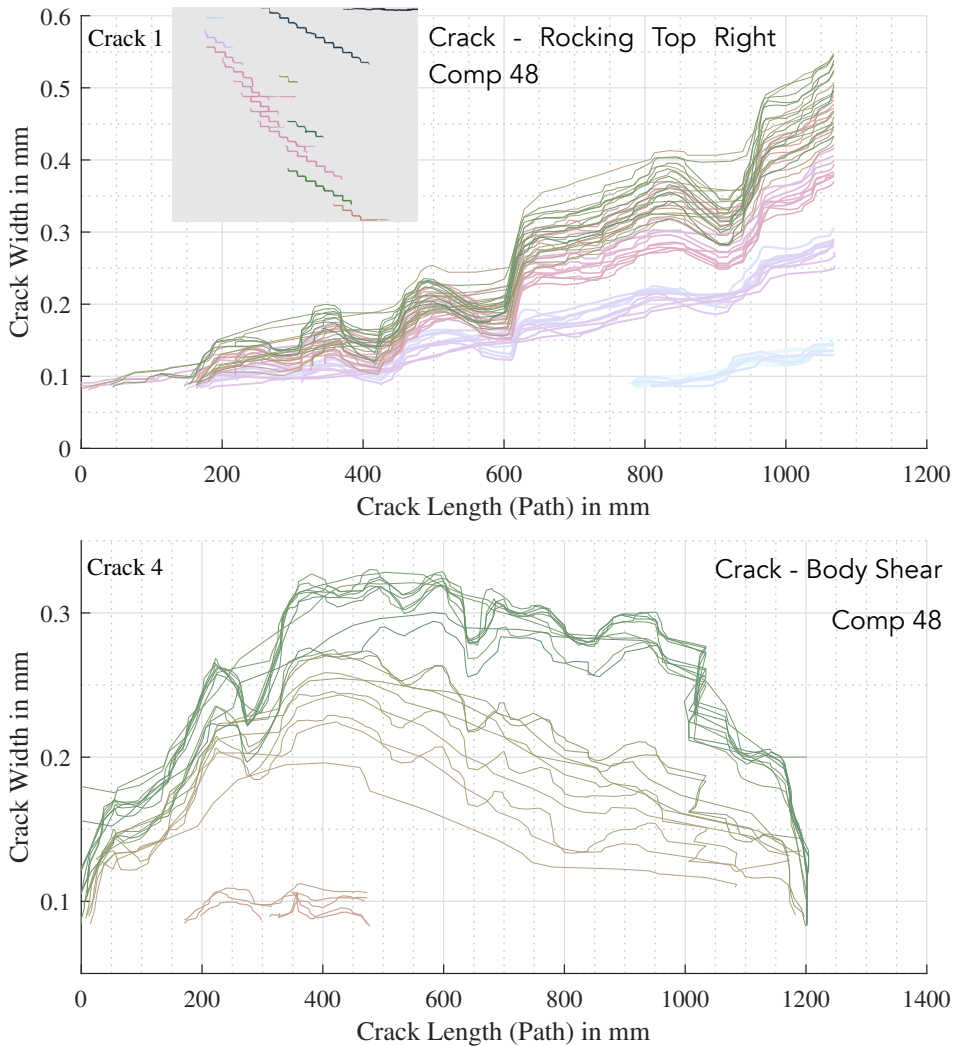 0.6
Crack 1
Crack - Rocking Top Right
Comp 48
0.5
0.4
0.3
0.2
0.1
0
Crack Width in mm
0 200 400 600 800 1000 1200
Crack Length (Path) in mm
Crack 4
Crack - Body Shear
Comp 48
0.3
0.2
0.1
Crack Width in mm
0 200 400 600 800 1000 1200 1400
Crack Length (Path) in mm